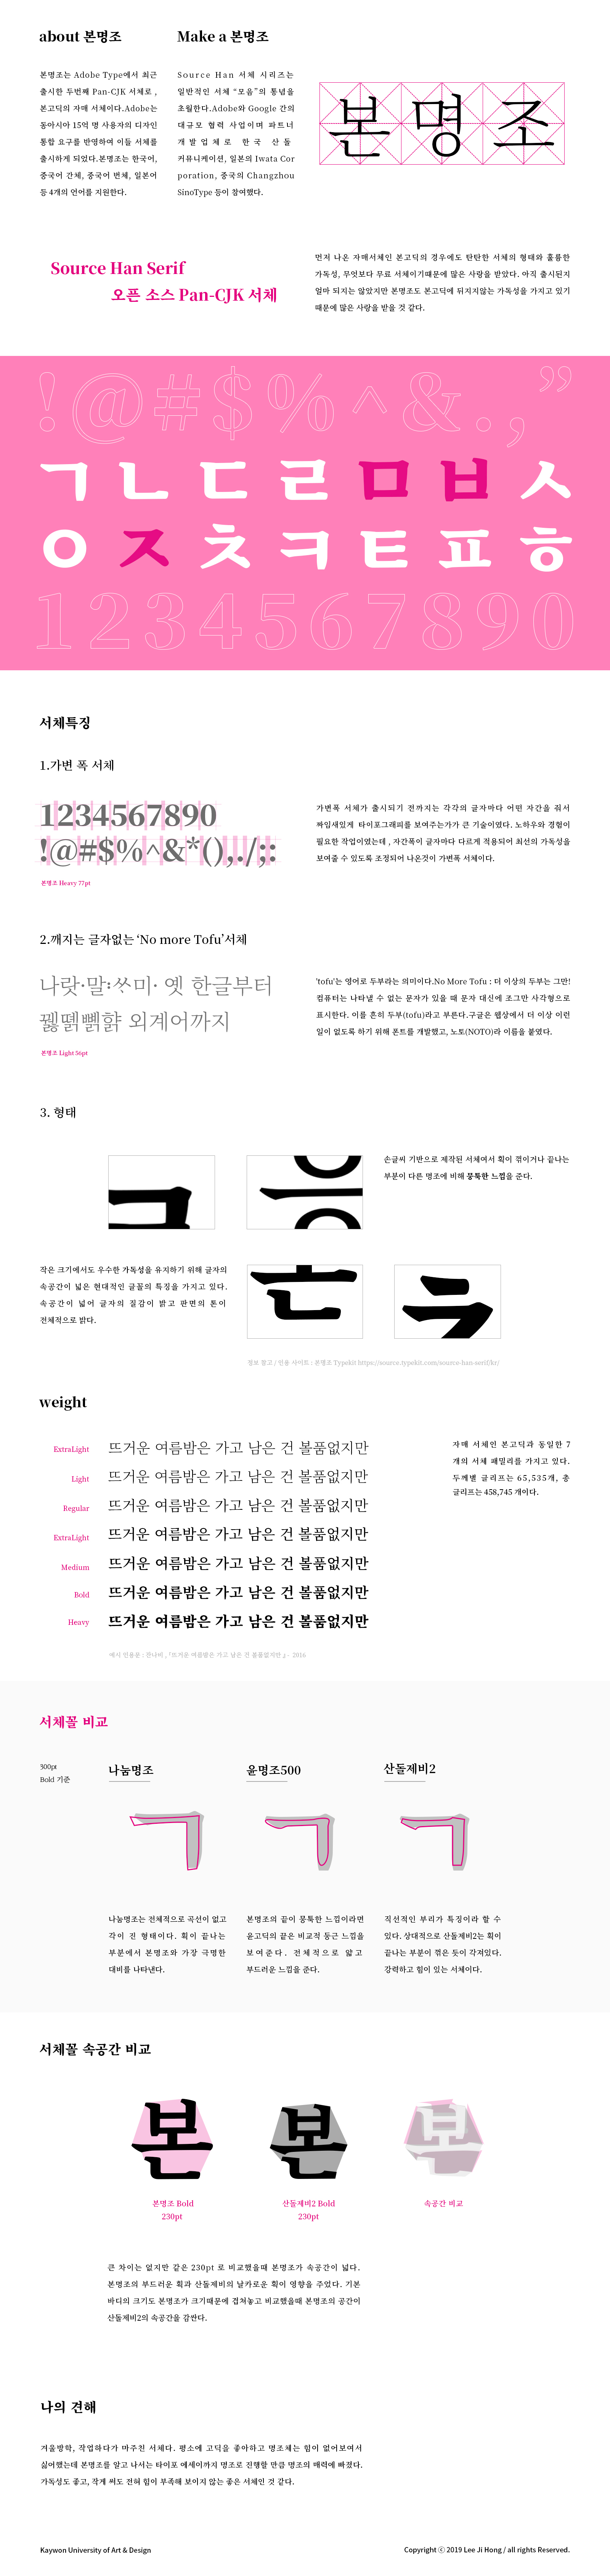 about 본명조
Make a 본명조
본명조는 Adobe Type에서 최근
출시한 두번째 Pan-CJK 서체로 ,
본고딕의 자매 서체이다.Adobe는
동아시아 15억 명 사용자의 디자인
통합 요구를 반영하여 이들 서체를
출시하게 되었다.본명조는 한국어,
중국어 간체, 중국어 번체, 일본어
등 4개의 언어를 지원한다.
Source Han 서체 시리즈는
일반적인 서체 “모음”의 통념을
초월한다.Adobe와 Google 간의
대규모 협력 사업이며 파트너
개발업체로 한국 산돌
커뮤니케이션, 일본의 Iwata Cor
poration, 중국의 Changzhou
SinoType 등이 참여했다.
본명조
Source Han Serif
오픈 소스 Pan-CJK 서체
먼저 나온 자매서체인 본고딕의 경우에도 탄탄한 서체의 형태와 훌륭한
가독성, 무엇보다 무료 서체이기떄문에 많은 사랑을 받았다. 아직 출시된지
얼마 되지는 않았지만 본명조도 본고딕에 뒤지지않는 가독성을 가지고 있기
때문에 많은 사랑을 받을 것 같다.
!@#$%^&.,”
ㄱㄴㄷㄹㅁㅂㅅ
ㅇㅈㅊㅋㅌㅍㅎ
1234567890
서체특징
1.가변 폭 서체
1234567890
!@#$%^&*(),./;:
본명조 Heavy 77pt
가변폭 서체가 출시되기 전까지는 각각의 글자마다 어떤 자간을 줘서
짜임새있게 타이포그래피를 보여주는가가 큰 기술이였다. 노하우와 경험이
필요한 작업이였는데 , 자간폭이 글자마다 다르게 적용되어 최선의 가독성을
보여줄 수 있도록 조정되어 나온것이 가변폭 서체이다.
2.깨지는 글자없는 ‘No more Tofu’서체
나랏·말ᄊᆞ미· 옛 한글부터
본명조 Light 56pt
'tofu'는 영어로 두부라는 의미이다.No More Tofu : 더 이상의 두부는 그만!
컴퓨터는 나타낼 수 없는 문자가 있을 때 문자 대신에 조그만 사각형으로
표시한다. 이를 흔히 두부(tofu)라고 부른다.구글은 웹상에서 더 이상 이런
일이 없도록 하기 위해 폰트를 개발했고, 노토(NOTO)라 이름을 붙였다.
3. 형태
손글씨 기반으로 제작된 서체여서 획이 꺾이거나 끝나는
부분이 다른 명조에 비해 뭉툭한 느낌을 준다.
작은 크기에서도 우수한 가독성을 유지하기 위해 글자의
속공간이 넓은 현대적인 글꼴의 특징을 가지고 있다.
속공간이 넓어 글자의 질감이 밝고 판면의 톤이
전체적으로 밝다.
정보 참고 / 인용 사이트 : 본명조 Typekit https://source.typekit.com/source-han-serif/kr/
weight
ExtraLight 뜨거운 여름밤은 가고 남은 건 볼품없지만
Light 뜨거운 여름밤은 가고 남은 건 볼품없지만
Regular 뜨거운 여름밤은 가고 남은 건 볼품없지만
ExtraLight 뜨거운 여름밤은 가고 남은 건 볼품없지만
Medium 뜨거운 여름밤은 가고 남은 건 볼품없지만
Bold 뜨거운 여름밤은 가고 남은 건 볼품없지만
Heavy 뜨거운 여름밤은 가고 남은 건 볼품없지만
자매 서체인 본고딕과 동일한 7
개의 서체 패밀리를 가지고 있다.
두께별 글리프는 65,535개, 총
글리프는 458,745 개이다.
예시 인용문 : 잔나비 , 「뜨거운 여름밤은 가고 남은 건 볼품없지만 」 - 2016
서체꼴 비교
300pt
Bold 기준
나눔명조
윤명조500
산돌제비2
나눔명조는 전체적으로 곡선이 없고
각이 진 형태이다. 획이 끝나는
부분에서 본명조와 가장 극명한
대비를 나타낸다.
본명조의 끝이 뭉툭한 느낌이라면
윤고딕의 끝은 비교적 둥근 느낌을
보여준다. 전체적으로 얇고
부드러운 느낌을 준다.
직선적인 부리가 특징이라 할 수
있다. 상대적으로 산돌제비2는 획이
끝나는 부분이 꺾은 듯이 각져있다.
강력하고 힘이 있는 서체이다.
서체꼴 속공간 비교
본 본 본
본명조 Bold
230pt
산돌제비2 Bold
230pt
속공간 비교
큰 차이는 없지만 같은 230pt 로 비교했을때 본명조가 속공간이 넓다.
본명조의 부드러운 획과 산돌제비의 날카로운 획이 영향을 주었다. 기본
바디의 크기도 본명조가 크기때문에 겹쳐놓고 비교했을때 본명조의 공간이
산돌제비2의 속공간을 감싼다.
나의 견해
겨울방학, 작업하다가 마주친 서체다. 평소에 고딕을 좋아하고 명조체는 힘이 없어보여서
싫어했는데 본명조를 알고 나서는 타이포 에세이까지 명조로 진행할 만큼 명조의 매력에 빠졌다.
가독성도 좋고, 작게 써도 전혀 힘이 부족해 보이지 않는 좋은 서체인 것 같다.
Kaywon University of Art & Design
Copyright ⓒ 2019 Lee Ji Hong / all rights Reserved.